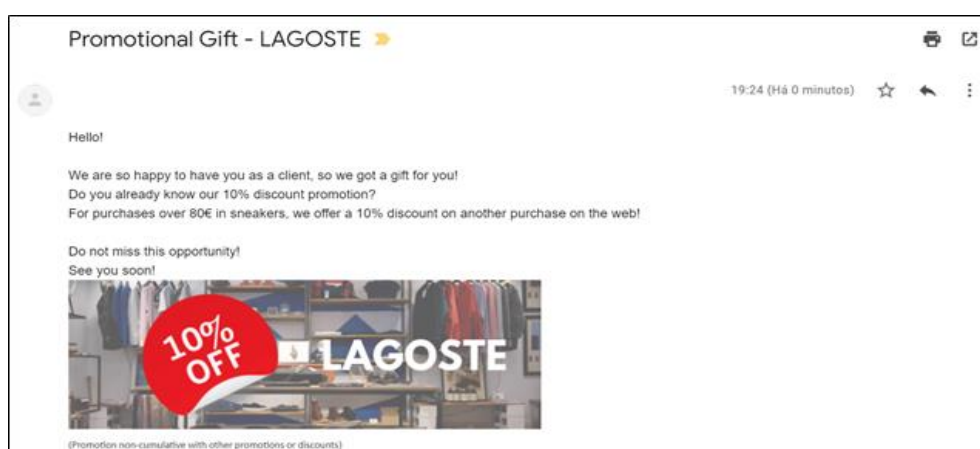 Promotional Gift - LAGOSTE
19:24 (Há 0 minutos)
Hello!
We are so happy to have you as a client, so we got a gift for you!
Do you already know our 10% discount promotion?
For purchases over 80€ in sneakers, we offer a 10% discount on another purchase on the web!
Do not miss this opportunity!
See you soon!
10%
OFF
LAGOSTE
(Promotion non-cumulative with other promotions or discounts)